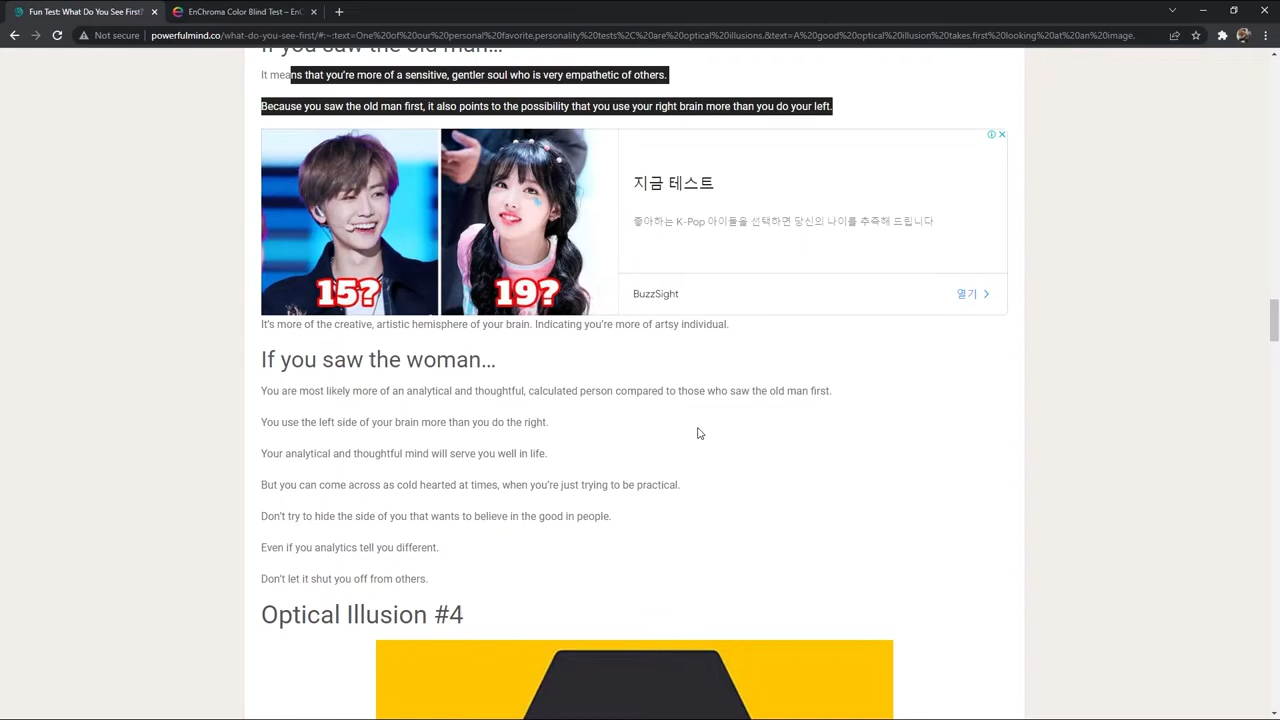 Fun Test: What Do You See First?
EnChroma Color Blind Test | EnC
Not secure
powerfulmind.co/what-do-you-see-first/#:~:text=One%20of%20our%20personal%20favorite,personality%20tests%2C%20are%20optical%20illusions.&text=A%20good%20optical%20illusion%20takes,first%20looking%20at%20an%20image.
If you saw the old man…
It means that you’re more of a sensitive, gentler soul who is very empathetic of others.
Because you saw the old man first, it also points to the possibility that you use your right brain more than you do your left.
15?
19?
지금 테스트
좋아하는 K-Pop 아이돌을 선택하면 당신의 나이를 추측해 드립니다
BuzzSight
열기
It’s more of the creative, artistic hemisphere of your brain. Indicating you’re more of artsy individual.
If you saw the woman…
You are most likely more of an analytical and thoughtful, calculated person compared to those who saw the old man first.
You use the left side of your brain more than you do the right.
Your analytical and thoughtful mind will serve you well in life.
But you can come across as cold hearted at times, when you’re just trying to be practical.
Don’t try to hide the side of you that wants to believe in the good in people.
Even if you analytics tell you different.
Don’t let it shut you off from others.
Optical Illusion #4